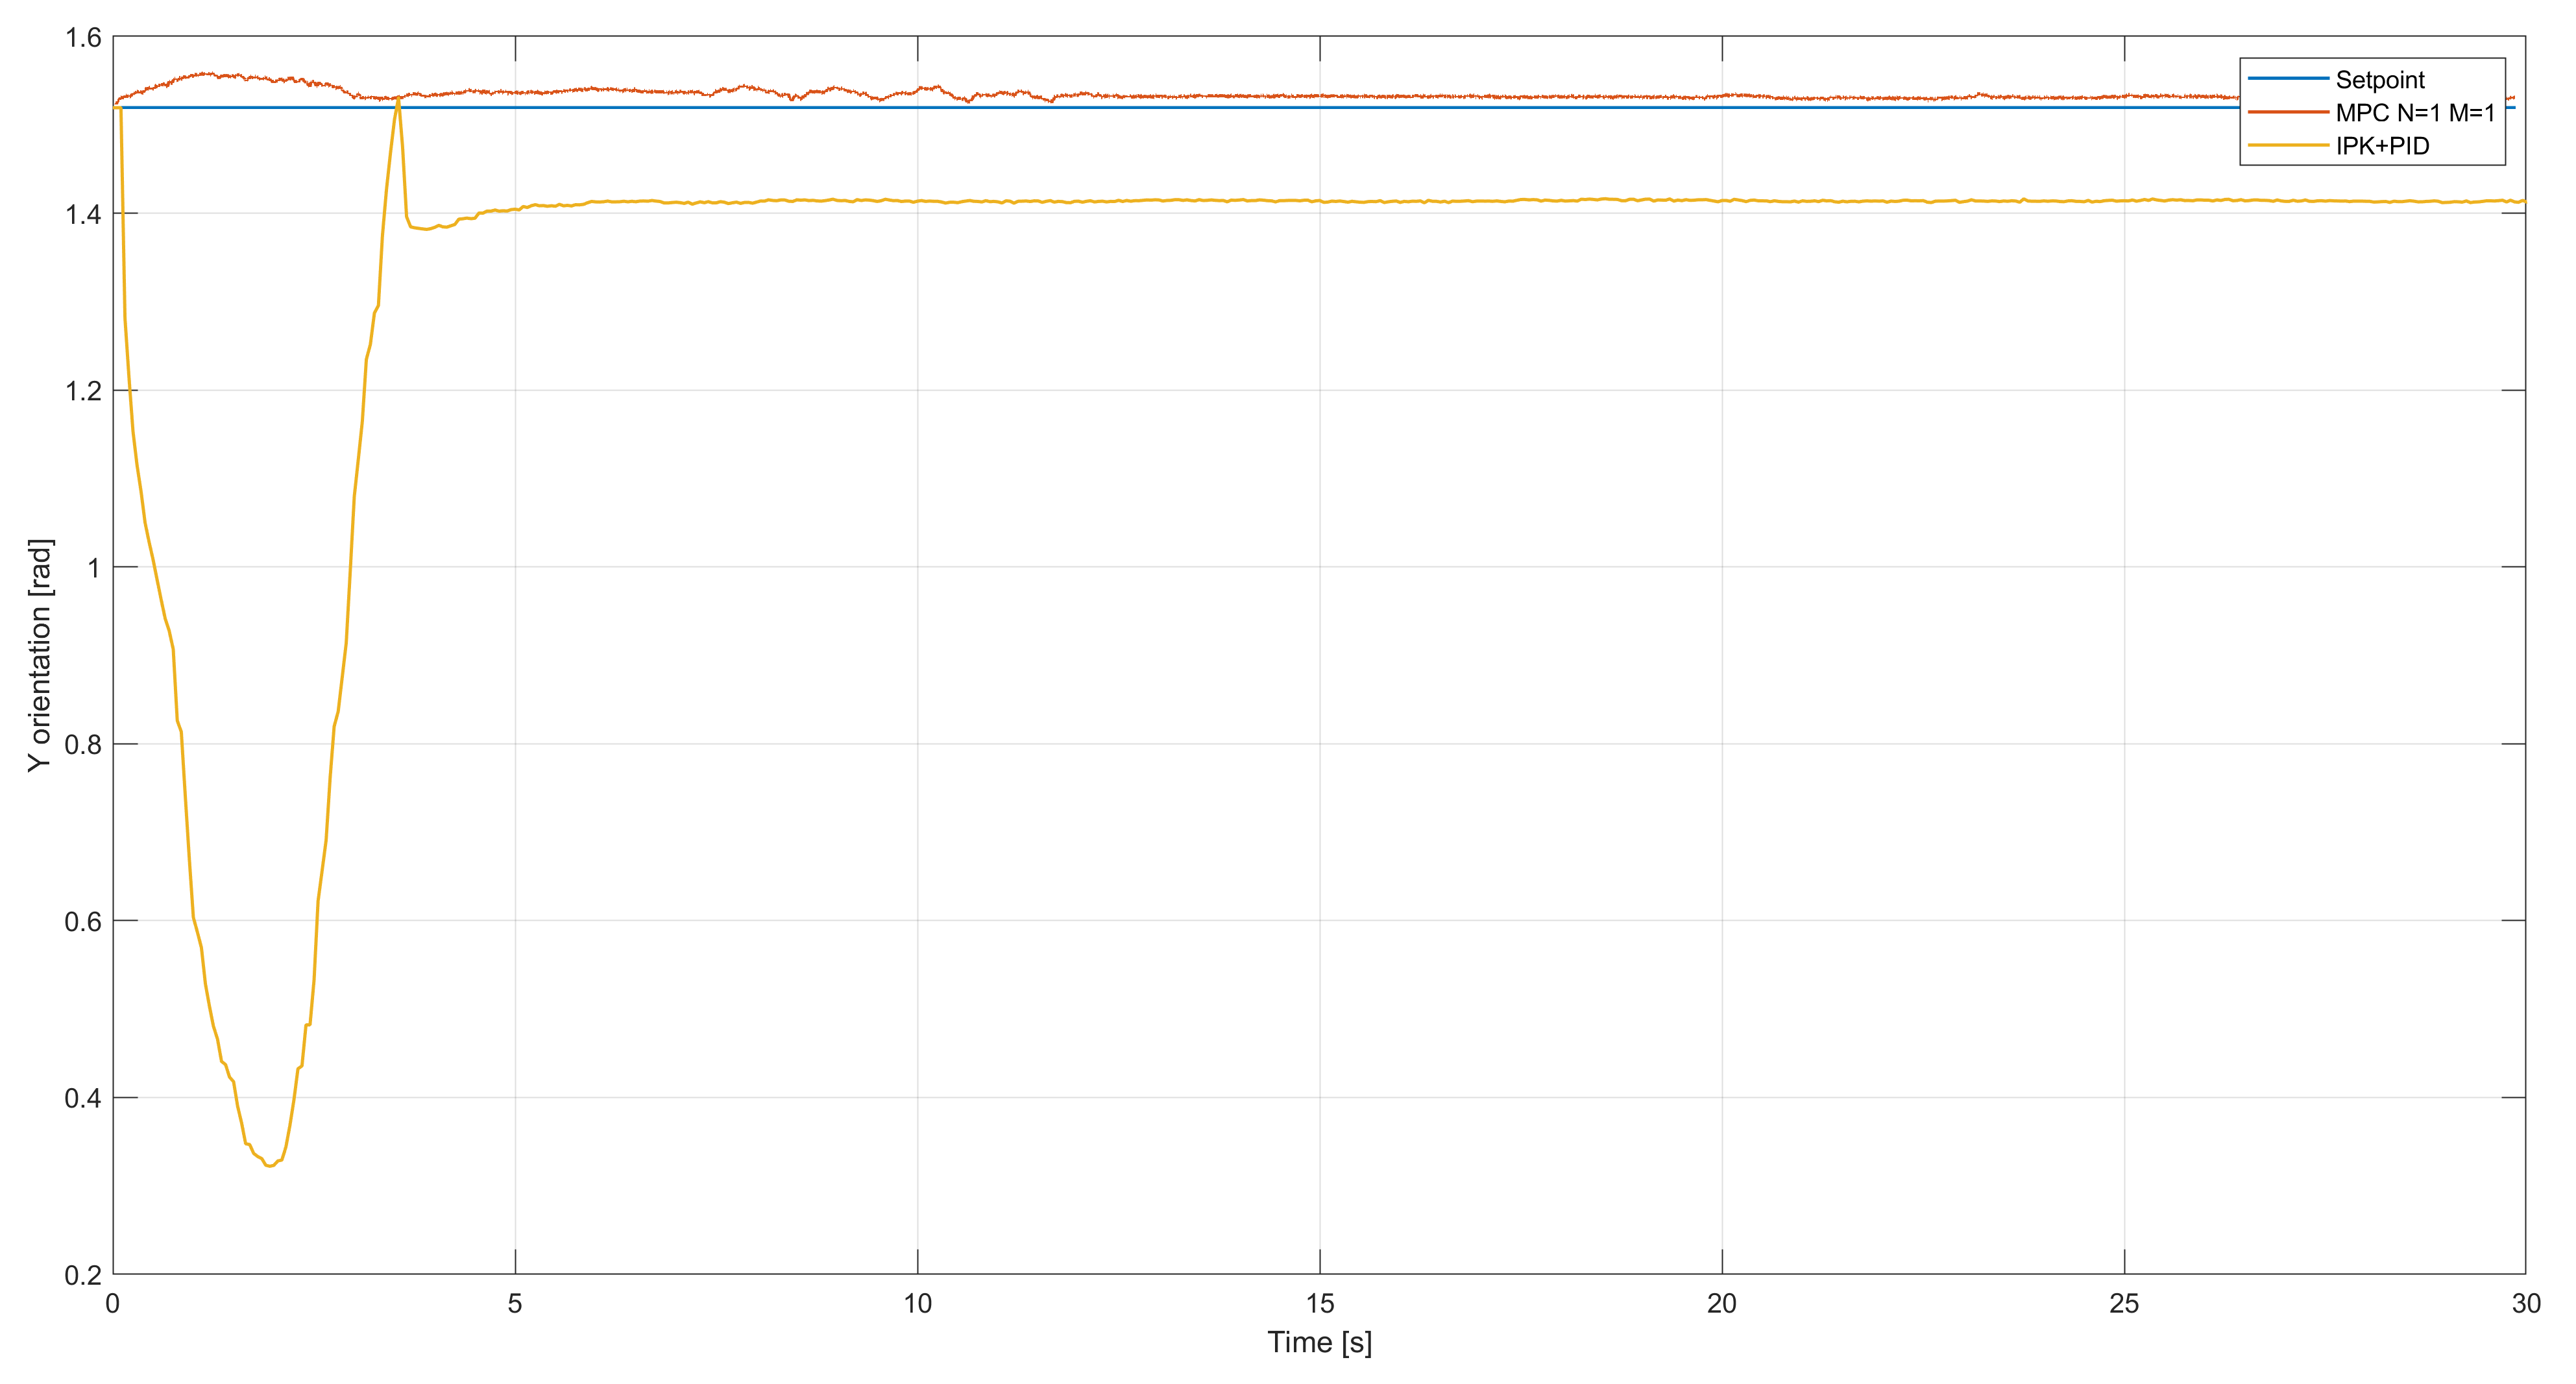 1.6
1.4
1.2
1
0.8
0.6
0.4
0.2
Y orientation [rad]
Setpoint
MPC N=1 M=1
IPK+PID
0 5 10 15 20 25 30
Time [s]